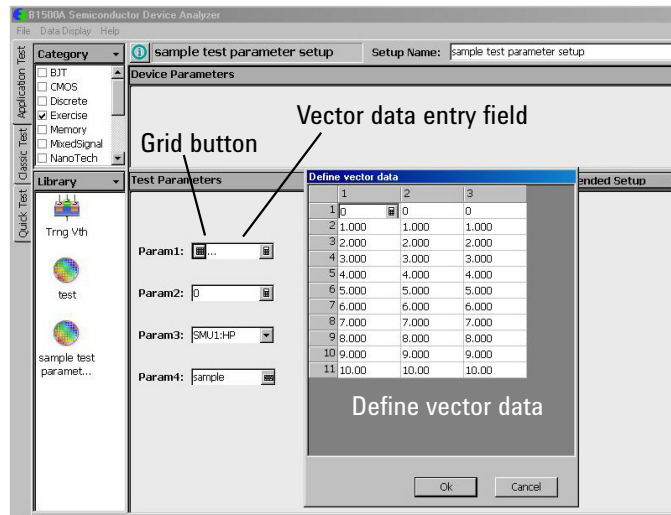 B1500A Semiconductor Device Analyzer
File Data Display Help
Application Test
Classic Test
Quick Test
Category
BJT
CMOS
Discrete
Exercise
Memory
MixedSignal
NanoTech
Library
Trng Vth
test
sample test
paramet...
sample test parameter setup
Setup Name: sample test parameter setup
Device Parameters
Vector data entry field
Grid button
Test Parameters
ended Setup
Param1: ...
Param2: 0
Param3: SMU1:HP
Param4: sample
Define vector data
1 2 3
1 0 0 0
2 1.000 1.000 1.000
3 2.000 2.000 2.000
4 3.000 3.000 3.000
5 4.000 4.000 4.000
6 5.000 5.000 5.000
7 6.000 6.000 6.000
8 7.000 7.000 7.000
9 8.000 8.000 8.000
10 9.000 9.000 9.000
11 10.00 10.00 10.00
Define vector data
Ok Cancel